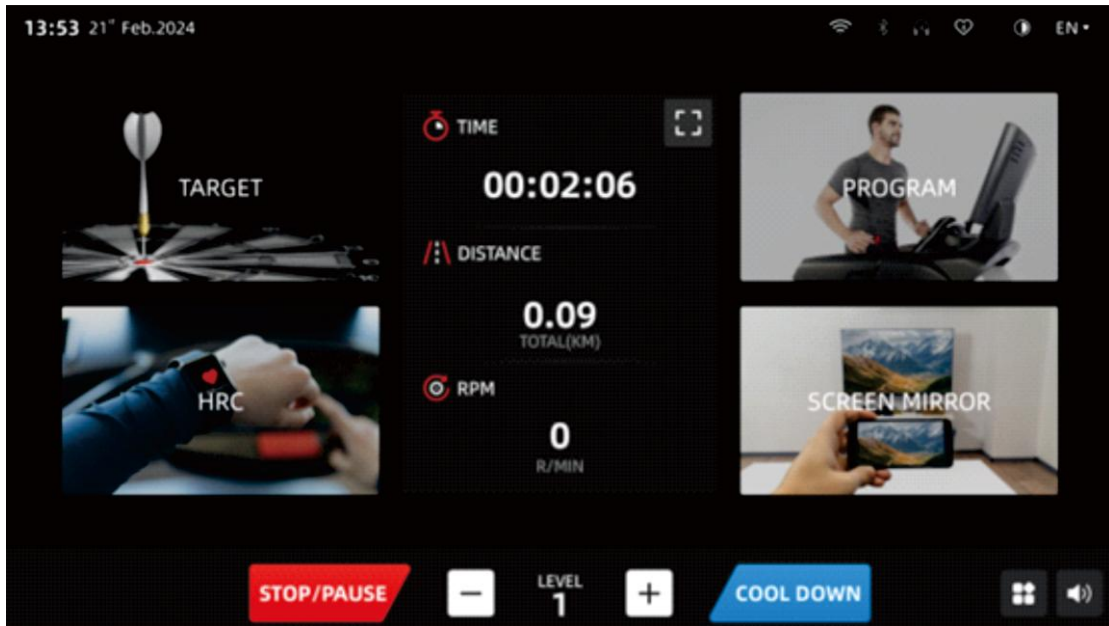 13:53 21" Feb.2024
EN
TARGET
TIME
00:02:06
PROGRAM
DISTANCE
0.09
TOTAL(KM)
HRC
RPM
0
R/MIN
SCREEN MIRROR
STOP/PAUSE
−
LEVEL
1
+
COOL DOWN